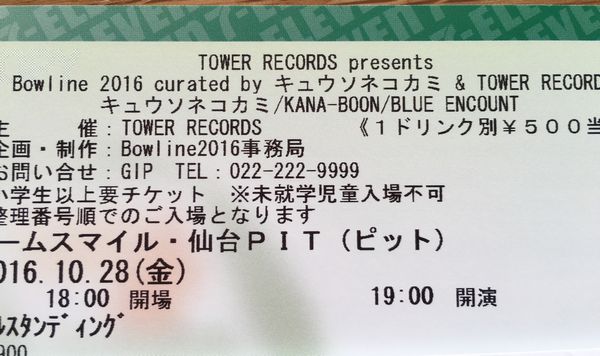 7-ELEVEN
TOWER RECORDS presents
Bowline 2016 curated by キュウソネコカミ & TOWER RECORD
キュウソネコカミ/KANA-BOON/BLUE ENCOUNT
主　　催：TOWER RECORDS　　《１ドリンク別￥５００当
企画・制作：Bowline2016事務局
お問い合せ：GIP　TEL：022-222-9999
小学生以上要チケット　※未就学児童入場不可
整理番号順でのご入場となります
ームスマイル・仙台ＰＩＴ（ピット）
2016.10.28(金)
18:00 開場　　19:00 開演
ルスタンディング
900